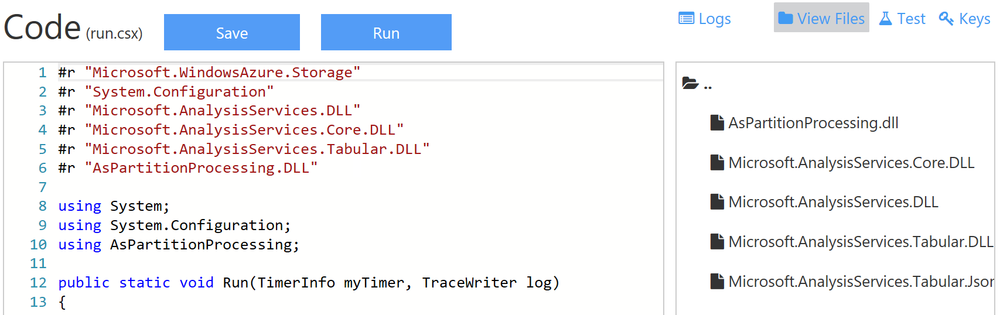 Code (run.csx) Save Run Logs View Files Test Keys
1 #r "Microsoft.WindowsAzure.Storage"
2 #r "System.Configuration"
3 #r "Microsoft.AnalysisServices.DLL"
4 #r "Microsoft.AnalysisServices.Core.DLL"
5 #r "Microsoft.AnalysisServices.Tabular.DLL"
6 #r "AsPartitionProcessing.DLL"
7
8 using System;
9 using System.Configuration;
10 using AsPartitionProcessing;
11
12 public static void Run(TimerInfo myTimer, TraceWriter log)
13 {
..
AsPartitionProcessing.dll
Microsoft.AnalysisServices.Core.DLL
Microsoft.AnalysisServices.DLL
Microsoft.AnalysisServices.Tabular.DLL
Microsoft.AnalysisServices.Tabular.Jsor